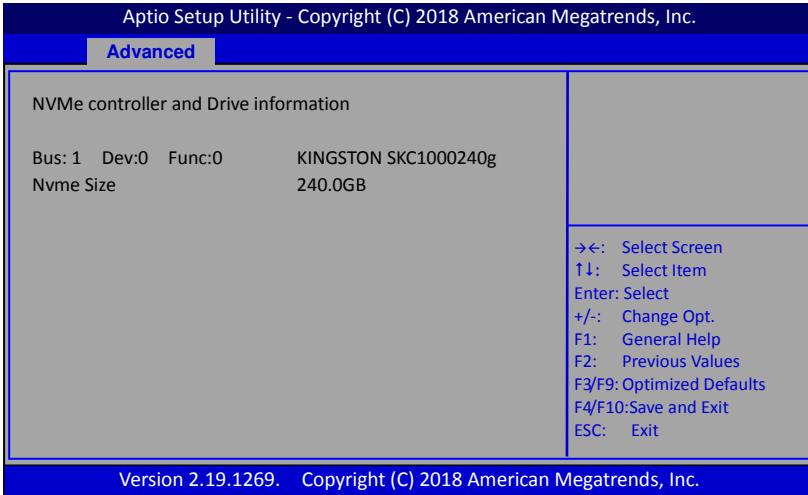 Aptio Setup Utility - Copyright (C) 2018 American Megatrends, Inc.
Advanced
NVMe controller and Drive information
Bus: 1 Dev:0 Func:0 KINGSTON SKC1000240g
Nvme Size 240.0GB
→←: Select Screen
↑↓: Select Item
Enter: Select
+/-: Change Opt.
F1: General Help
F2: Previous Values
F3/F9: Optimized Defaults
F4/F10:Save and Exit
ESC: Exit
Version 2.19.1269. Copyright (C) 2018 American Megatrends, Inc.